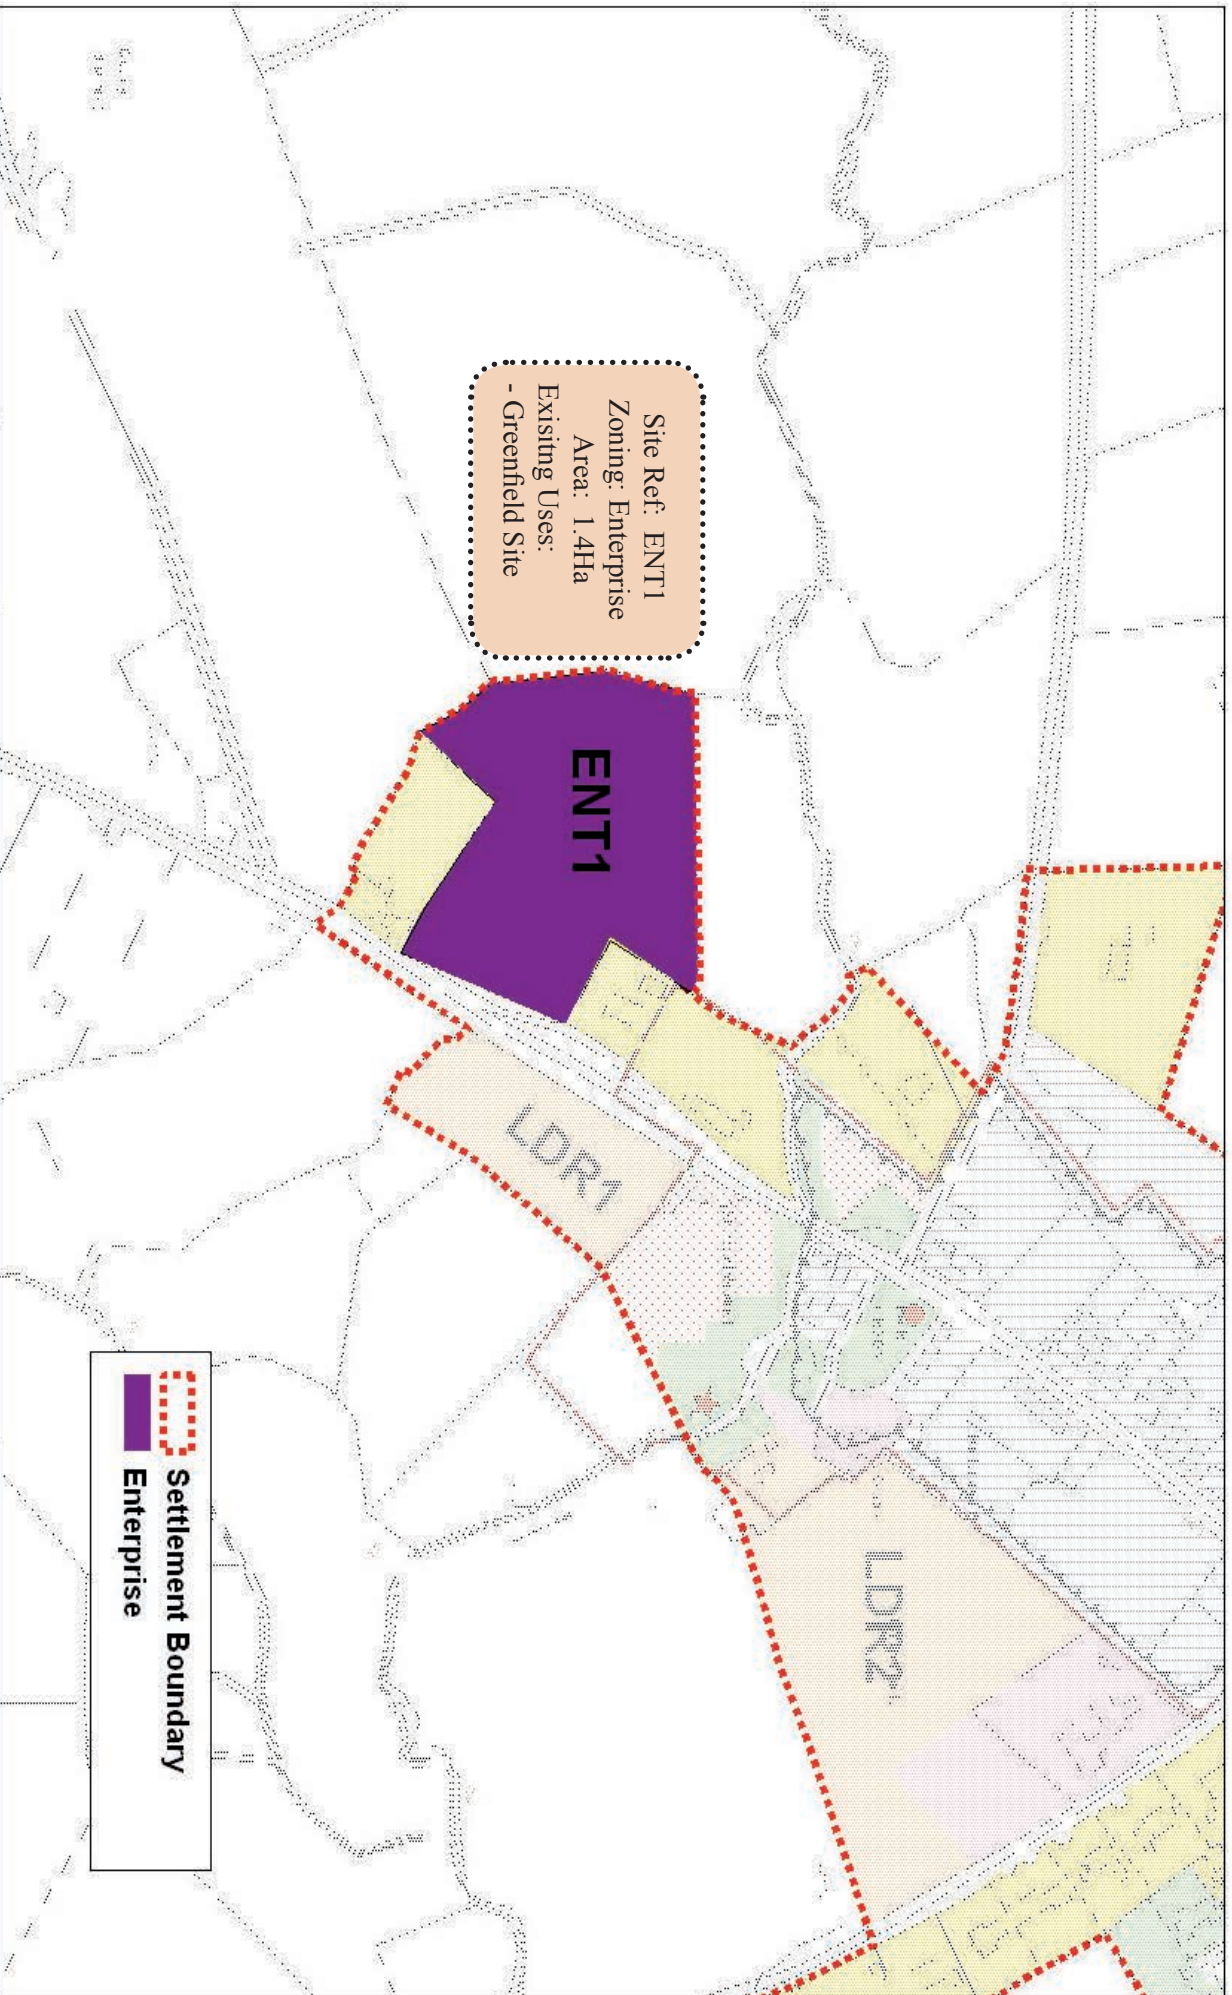 Site Ref: ENT1
Zoning: Enterprise
Area: 1.4Ha
Exisitng Uses:
- Greenfield Site
ENT1
LDR1
LDR2
Settlement Boundary
Enterprise